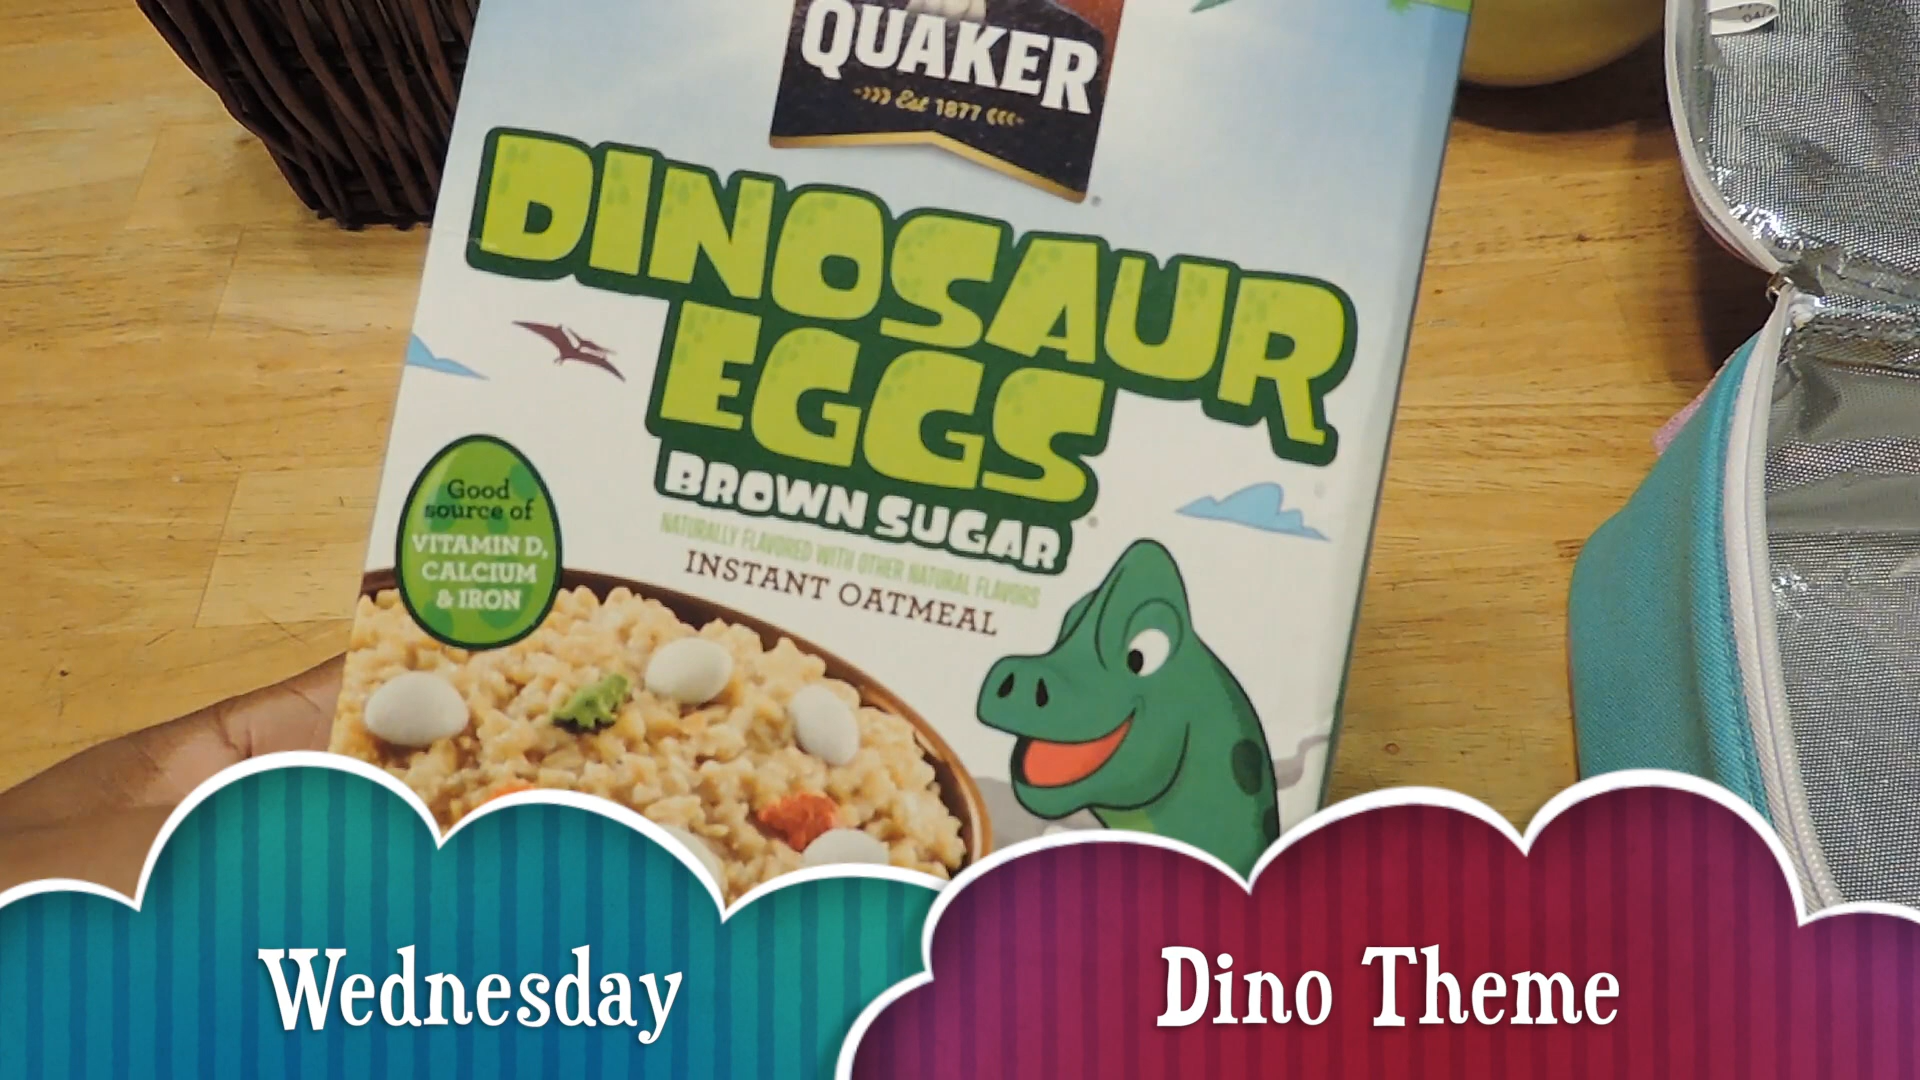 QUAKER
Est 1877
DINOSAUR
EGGS
BROWN SUGAR
NATURALLY FLAVORED WITH OTHER NATURAL FLAVORS
INSTANT OATMEAL
Good
source of
VITAMIN D,
CALCIUM
& IRON
Wednesday
Dino Theme